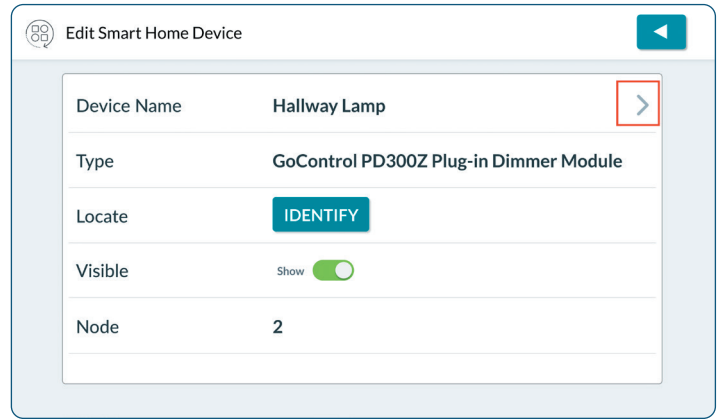 Edit Smart Home Device
Device Name Hallway Lamp
Type GoControl PD300Z Plug-in Dimmer Module
Locate IDENTIFY
Visible Show
Node 2